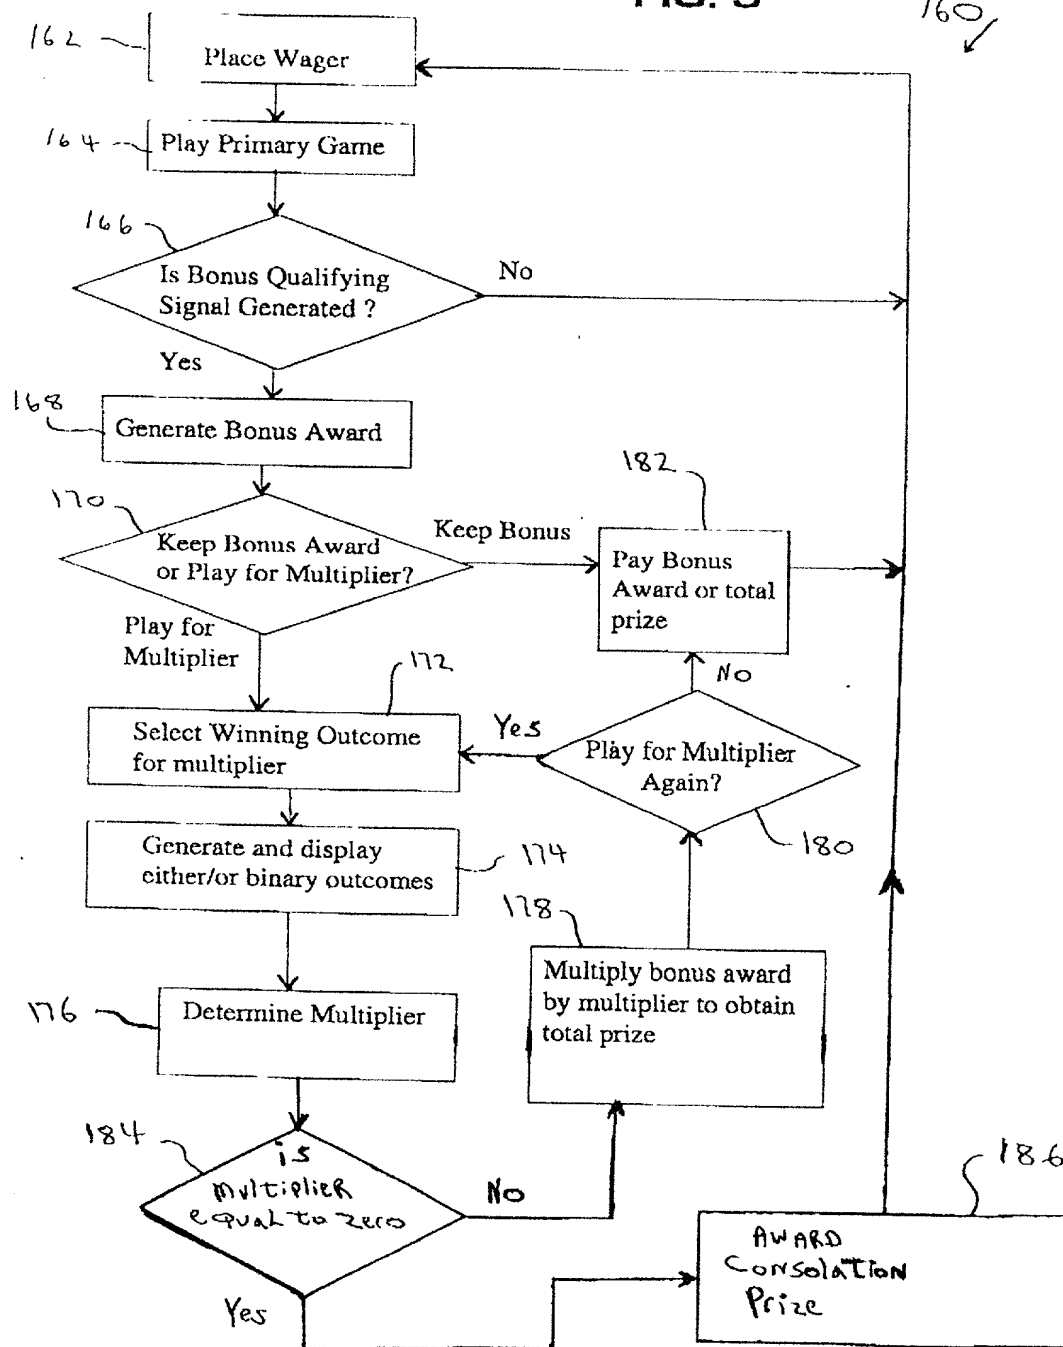 160
162
Place Wager
164
Play Primary Game
166
Is Bonus Qualifying
Signal Generated ?
No
Yes
168
Generate Bonus Award
182
170
Keep Bonus Award
or Play for Multiplier?
Keep Bonus
Pay Bonus
Award or total
prize
Play for
Multiplier
172
No
Select Winning Outcome
for multiplier
Yes
Play for Multiplier
Again?
180
Generate and display
either/or binary outcomes
174
178
Multiply bonus award
by multiplier to obtain
total prize
176
Determine Multiplier
184
is
multiplier
equal to zero
No
186
AWARD
Consolation
Prize
Yes